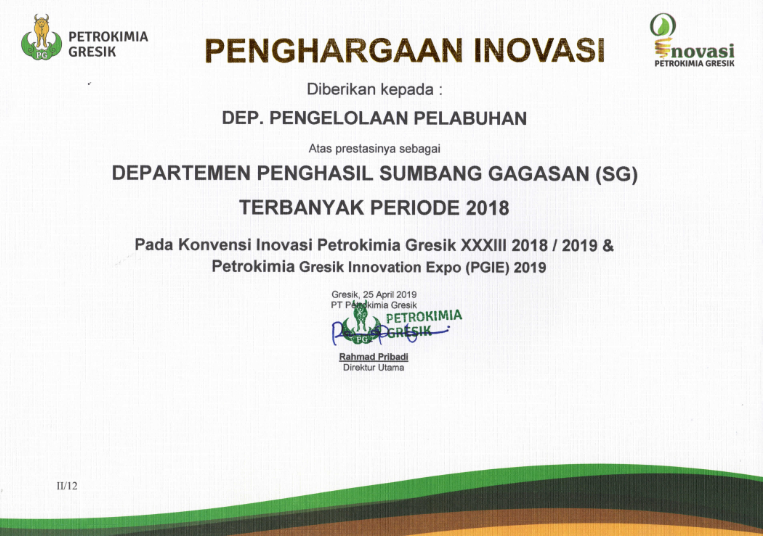 PETROKIMIA
GRESIK
PENGHARGAAN INOVASI
novasi
PETROKIMIA GRESIK
Diberikan kepada :
DEP. PENGELOLAAN PELABUHAN
Atas prestasinya sebagai
DEPARTEMEN PENGHASIL SUMBANG GAGASAN (SG)
TERBANYAK PERIODE 2018
Pada Konvensi Inovasi Petrokimia Gresik XXXIII 2018 / 2019 &
Petrokimia Gresik Innovation Expo (PGIE) 2019
Gresik, 25 April 2019
PT Petrokimia Gresik
PETROKIMIA
GRESIK
PG
Rahmad Pribadi
Direktur Utama
II/12
PG